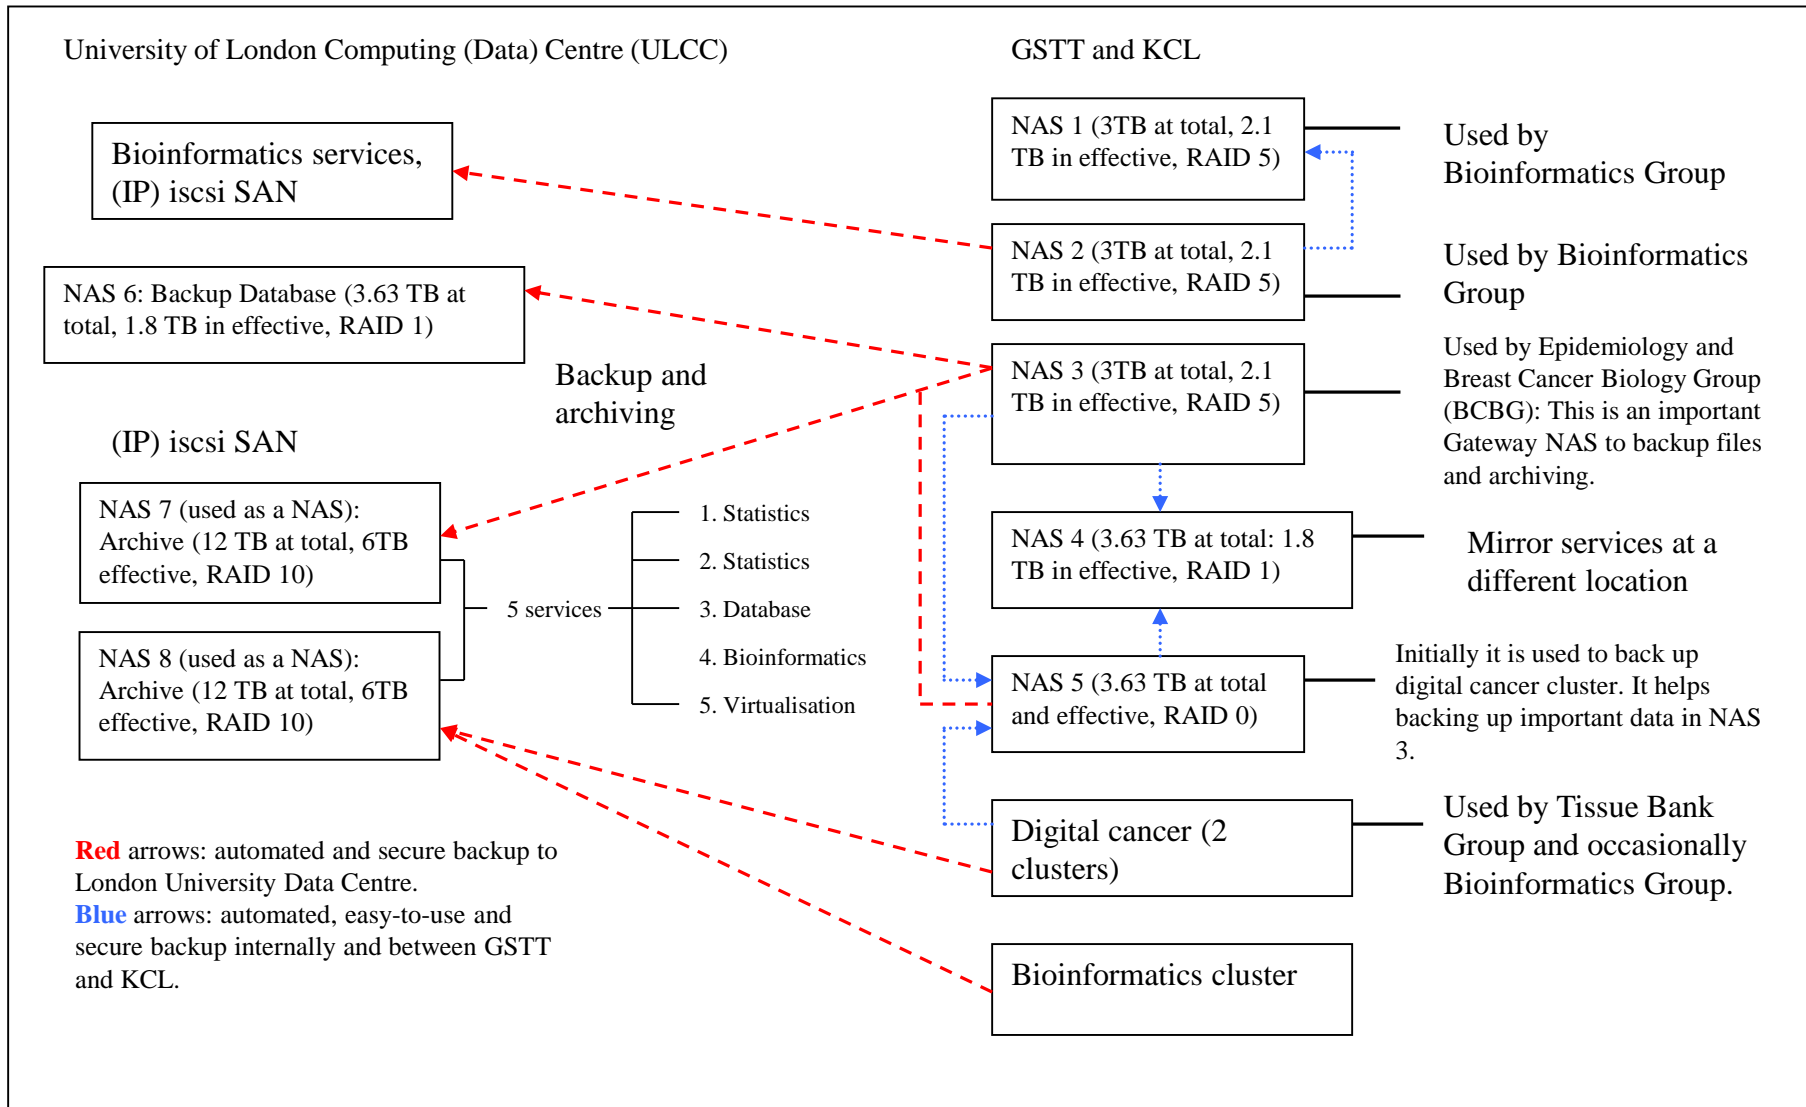 University of London Computing (Data) Centre (ULCC)
GSTT and KCL
Bioinformatics services,
(IP) iscsi SAN
NAS 6: Backup Database (3.63 TB at
total, 1.8 TB in effective, RAID 1)
Backup and
archiving
(IP) iscsi SAN
NAS 7 (used as a NAS):
Archive (12 TB at total, 6TB
effective, RAID 10)
NAS 8 (used as a NAS):
Archive (12 TB at total, 6TB
effective, RAID 10)
5 services
1. Statistics
2. Statistics
3. Database
4. Bioinformatics
5. Virtualisation
Red arrows: automated and secure backup to
London University Data Centre.
Blue arrows: automated, easy-to-use and
secure backup internally and between GSTT
and KCL.
NAS 1 (3TB at total, 2.1
TB in effective, RAID 5)
Used by
Bioinformatics Group
NAS 2 (3TB at total, 2.1
TB in effective, RAID 5)
Used by Bioinformatics
Group
NAS 3 (3TB at total, 2.1
TB in effective, RAID 5)
Used by Epidemiology and
Breast Cancer Biology Group
(BCBG): This is an important
Gateway NAS to backup files
and archiving.
NAS 4 (3.63 TB at total: 1.8
TB in effective, RAID 1)
Mirror services at a
different location
NAS 5 (3.63 TB at total
and effective, RAID 0)
Initially it is used to back up
digital cancer cluster. It helps
backing up important data in NAS
3.
Digital cancer (2
clusters)
Used by Tissue Bank
Group and occasionally
Bioinformatics Group.
Bioinformatics cluster